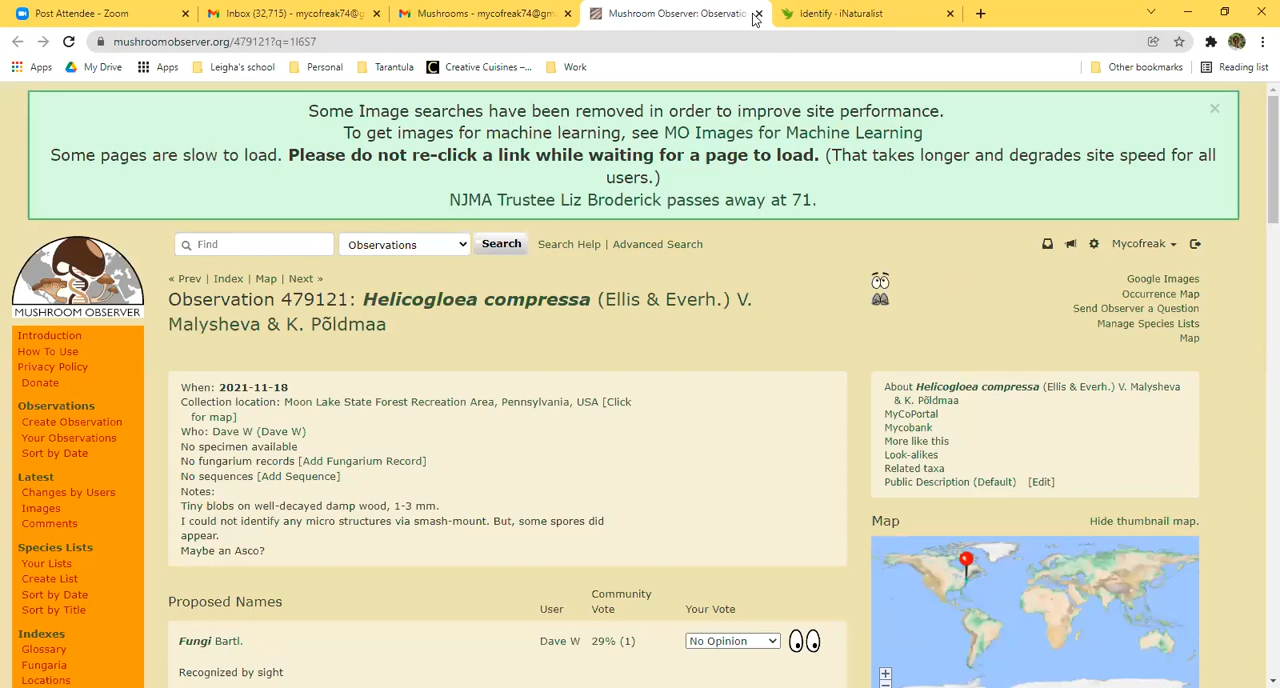 Post Attendee - Zoom
Inbox (32,715) - mycofreak74@g
Mushrooms - mycofreak74@gm
Mushroom Observer: Observatio
Identify · iNaturalist
mushroomobserver.org/479121?q=1l6S7
Apps
My Drive
Apps
Leigha's school
Personal
Tarantula
Creative Cuisines –...
Work
Other bookmarks
Reading list
Some Image searches have been removed in order to improve site performance.
To get images for machine learning, see MO Images for Machine Learning
Some pages are slow to load. Please do not re-click a link while waiting for a page to load. (That takes longer and degrades site speed for all
users.)
NJMA Trustee Liz Broderick passes away at 71.
MUSHROOM OBSERVER
Find
Observations
Search
Search Help | Advanced Search
Mycofreak
« Prev | Index | Map | Next »
Observation 479121: Helicogloea compressa (Ellis & Everh.) V.
Malysheva & K. Põldmaa
Google Images
Occurrence Map
Send Observer a Question
Manage Species Lists
Map
Introduction
How To Use
Privacy Policy
Donate
Observations
Create Observation
Your Observations
Sort by Date
Latest
Changes by Users
Images
Comments
Species Lists
Your Lists
Create List
Sort by Date
Sort by Title
Indexes
Glossary
Fungaria
Locations
When: 2021-11-18
Collection location: Moon Lake State Forest Recreation Area, Pennsylvania, USA [Click
for map]
Who: Dave W (Dave W)
No specimen available
No fungarium records [Add Fungarium Record]
No sequences [Add Sequence]
Notes:
Tiny blobs on well-decayed damp wood, 1-3 mm.
I could not identify any micro structures via smash-mount. But, some spores did
appear.
Maybe an Asco?
About Helicogloea compressa (Ellis & Everh.) V. Malysheva
& K. Põldmaa
MyCoPortal
Mycobank
More like this
Look-alikes
Related taxa
Public Description (Default) [Edit]
Map
Hide thumbnail map.
Proposed Names
User
Community
Vote
Your Vote
Fungi Bartl.
Dave W
29% (1)
No Opinion
Recognized by sight